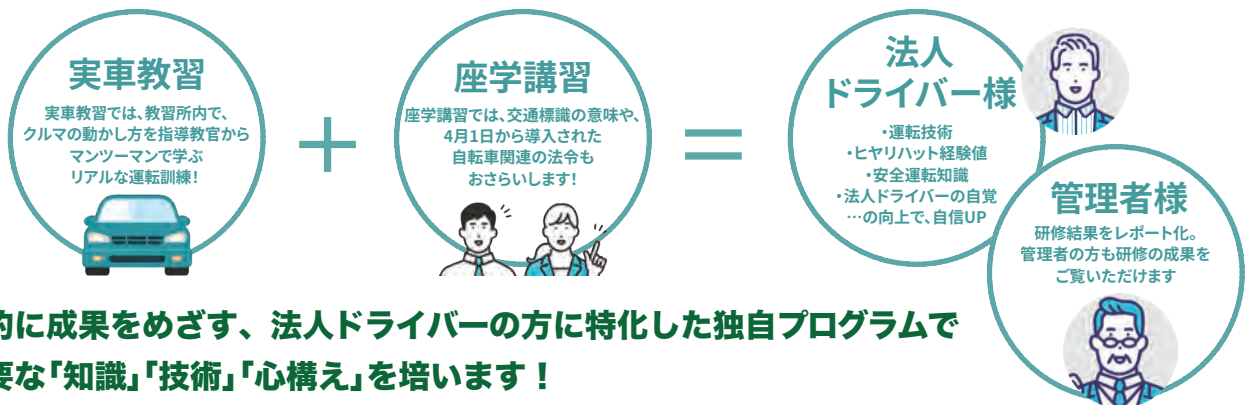 実車教習
実車教習では、教習所内で、
クルマの動かし方を指導教官から
マンツーマンで学ぶ
リアルな運転訓練！
+
座学講習
座学講習では、交通標識の意味や、
4月1日から導入された
自転車関連の法令も
おさらいします！
=
法人
ドライバー様
・運転技術
・ヒヤリハット経験値
・安全運転知識
・法人ドライバーの自覚
…の向上で、自信UP
管理者様
研修結果をレポート化。
管理者の方も研修の成果を
ご覧いただけます
的に成果をめざす、法人ドライバーの方に特化した独自プログラムで
要な「知識」「技術」「心構え」を培います！